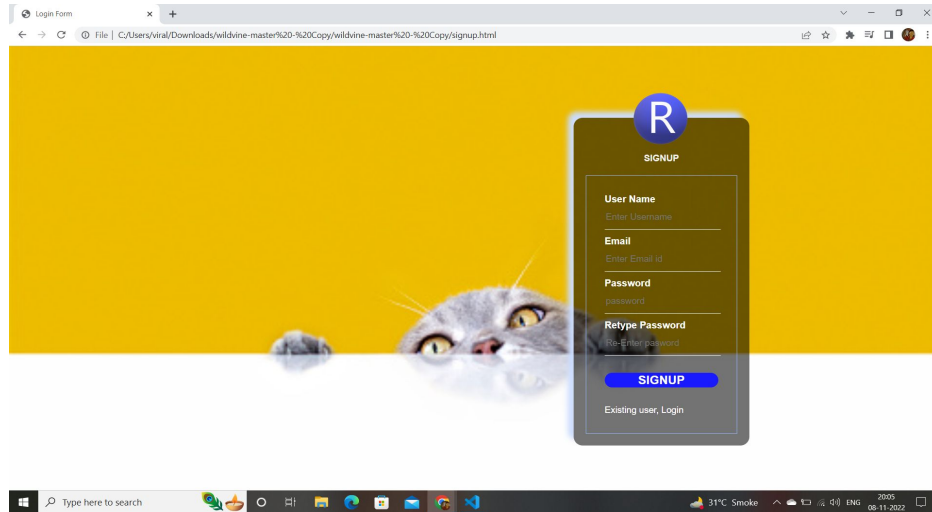 Login Form
File | C:/Users/viral/Downloads/wildvine-master%20-%20Copy/wildvine-master%20-%20Copy/signup.html
R
SIGNUP
User Name
Enter Username
Email
Enter Email id
Password
password
Retype Password
Re-Enter pasword
SIGNUP
Existing user, Login
Type here to search
31°C Smoke
ENG
20:05
08-11-2022